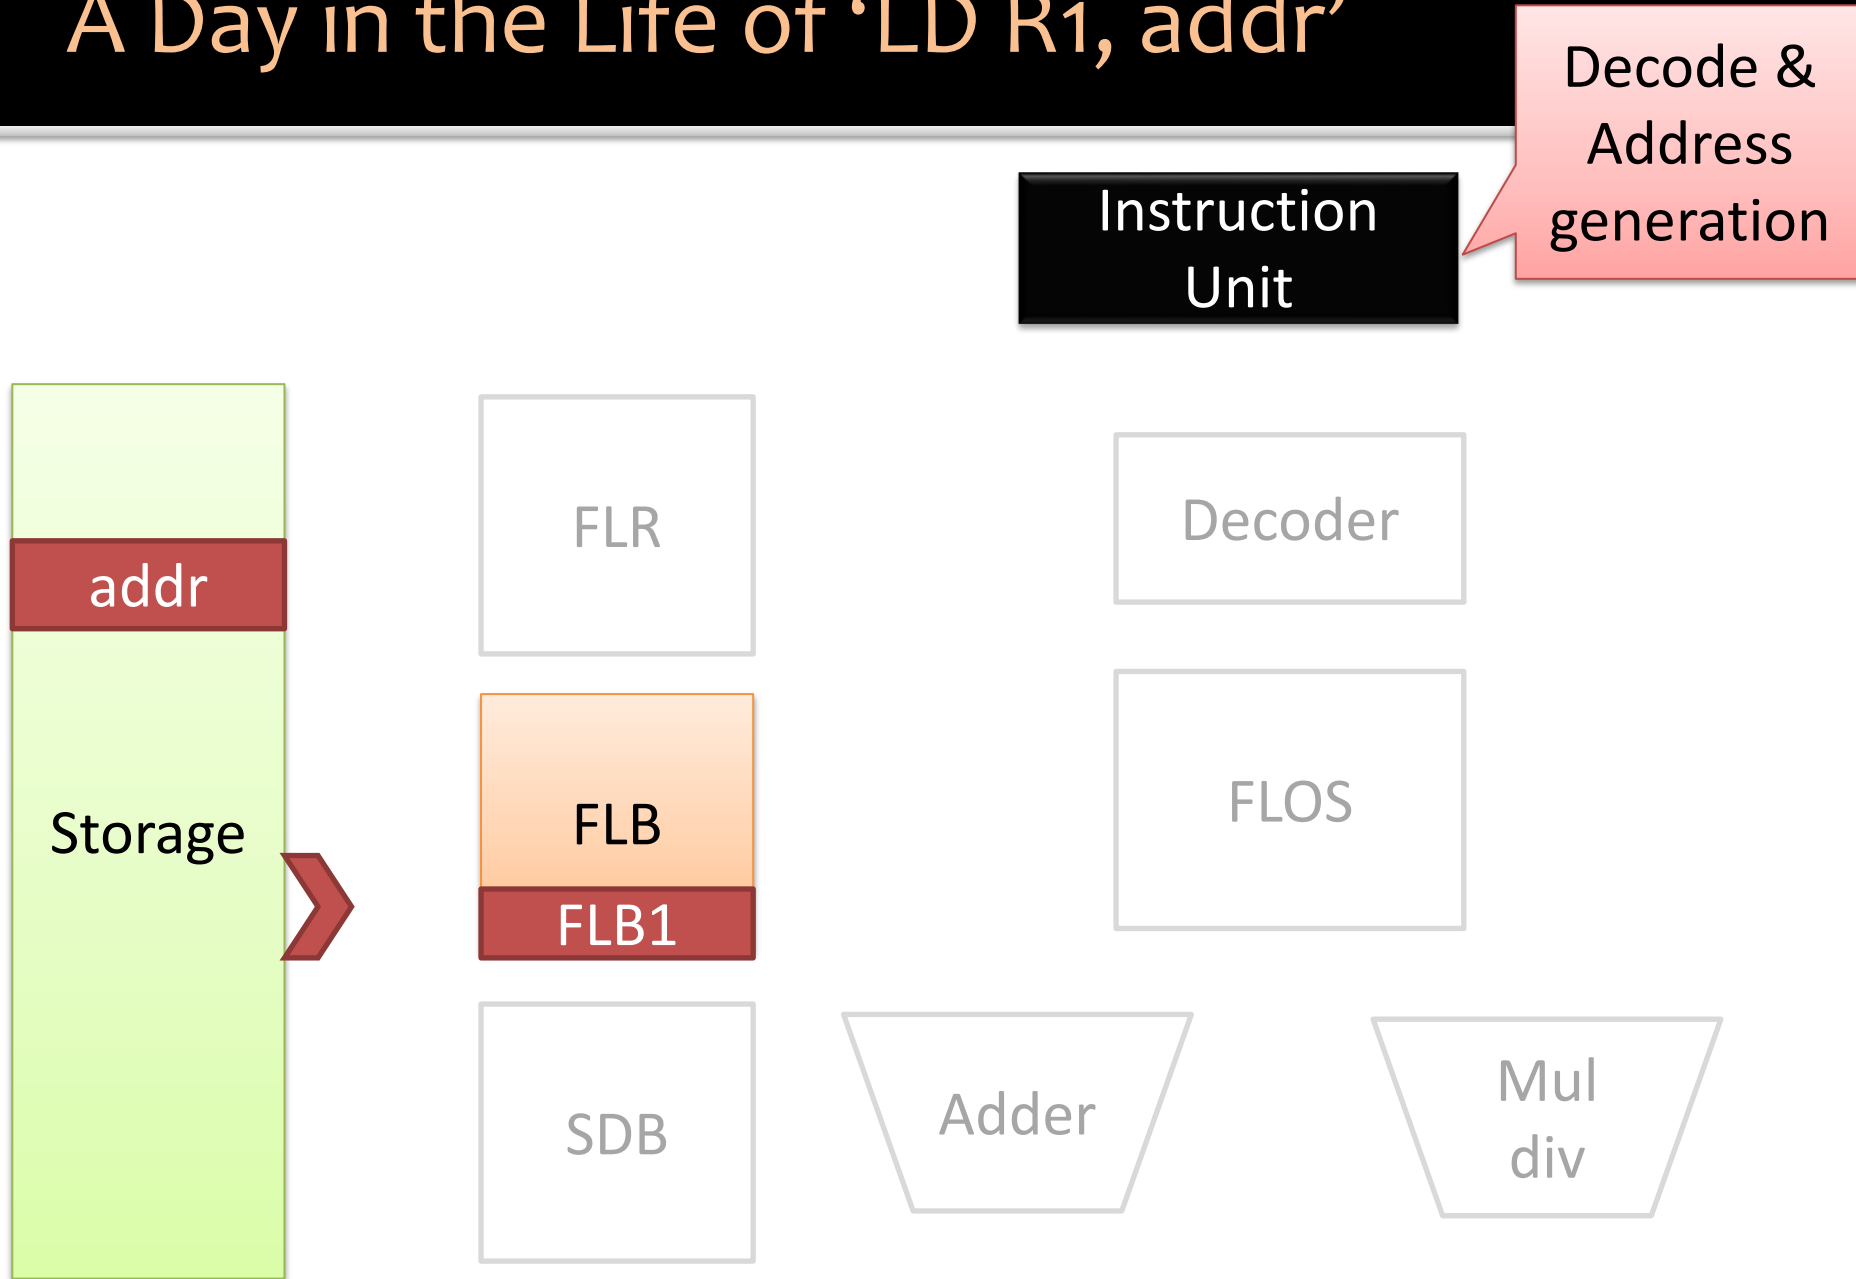 A Day in the Life of ‘LD R1, addr’
Decode &
Address
generation
Instruction
Unit
FLR
Decoder
addr
FLOS
Storage
FLB
FLB1
SDB
Adder
Mul
div